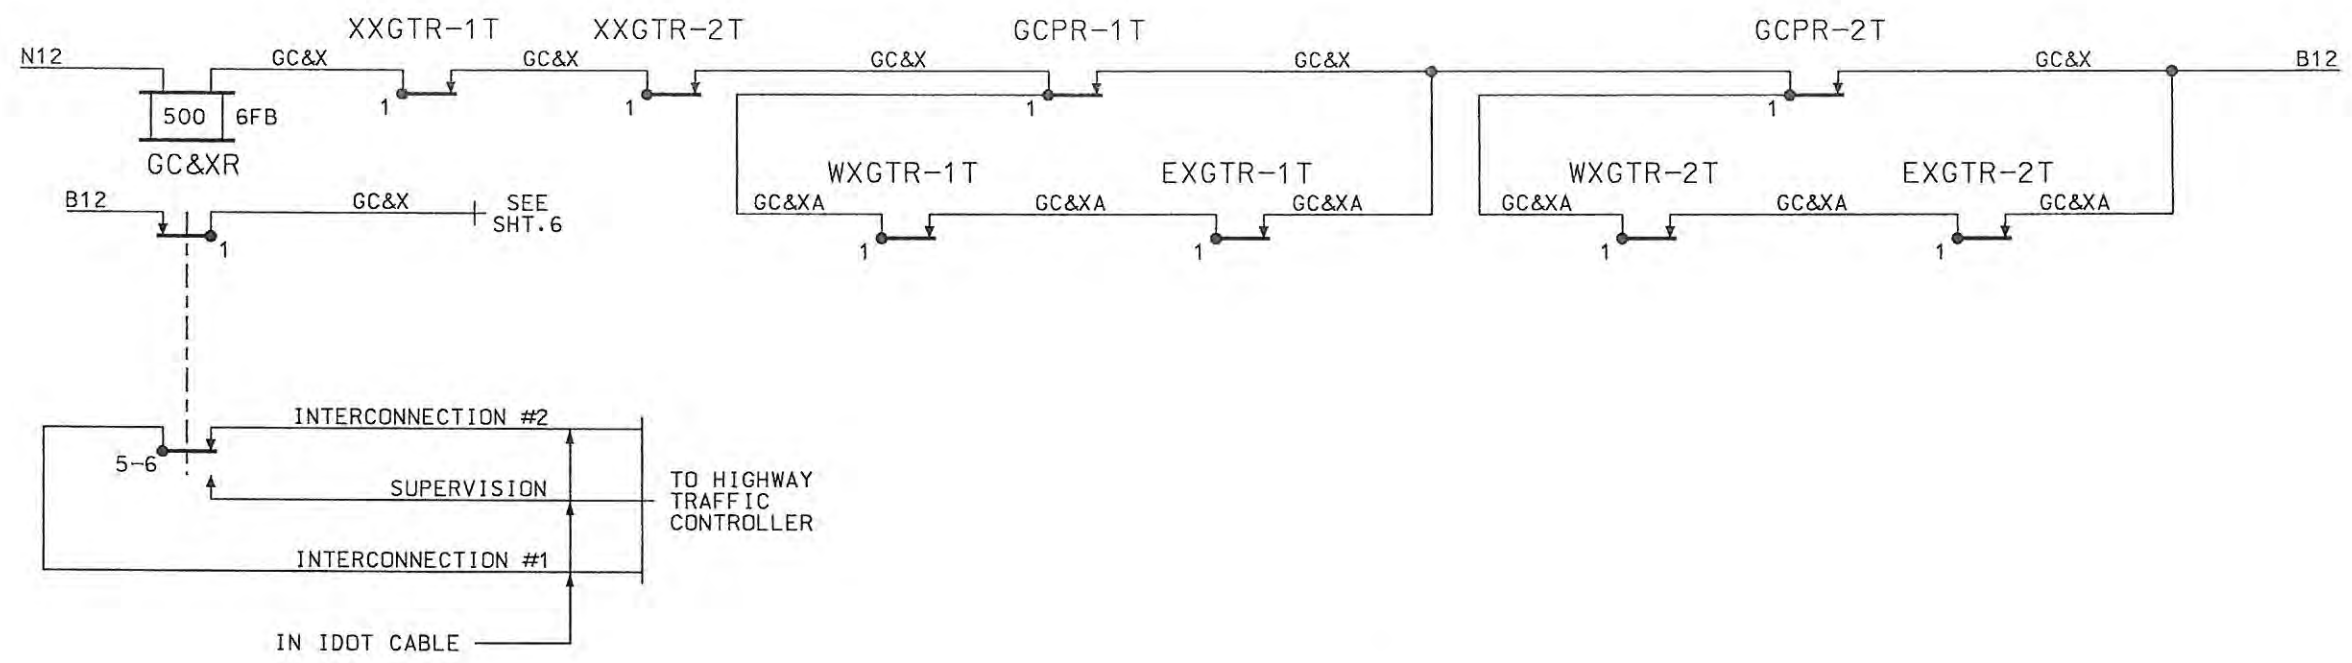 XXGTR-1T XXGTR-2T GCPR-1T GCPR-2T
N12 GC&X GC&X GC&X GC&X GC&X B12
1 1 1 1
500 6FB
GC&XR
WXGTR-1T EXGTR-1T WXGTR-2T EXGTR-2T
B12 GC&X SEE
SHT.6
GC&XA GC&XA GC&XA GC&XA GC&XA GC&XA
1 1 1 1 1
INTERCONNECTION #2
5-6
SUPERVISION
TO HIGHWAY
TRAFFIC
CONTROLLER
INTERCONNECTION #1
IN IDOT CABLE